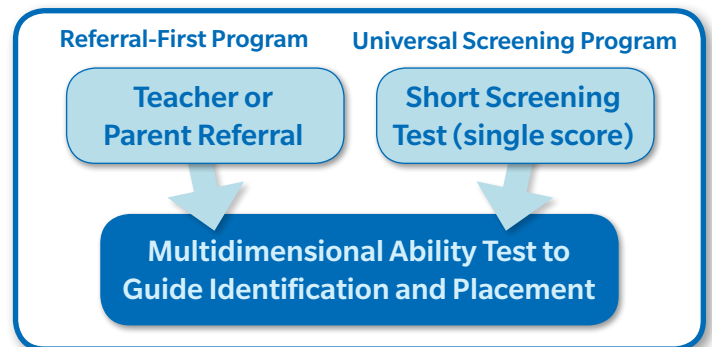 Referral-First Program
Universal Screening Program
Teacher or
Parent Referral
Short Screening
Test (single score)
Multidimensional Ability Test to
Guide Identification and Placement